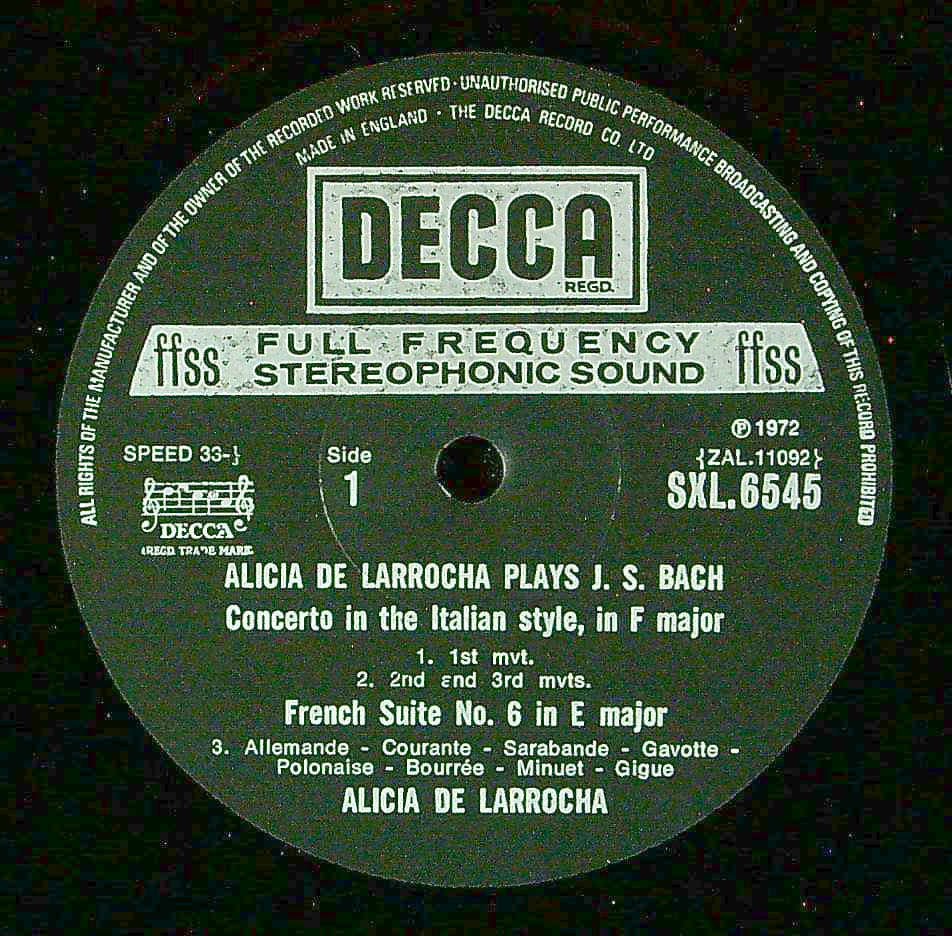 ALL RIGHTS OF THE MANUFACTURER AND OF THE OWNER OF THE RECORDED WORK RESERVED · UNAUTHORISED PUBLIC PERFORMANCE BROADCASTING AND COPYING OF THIS RECORD PROHIBITED
MADE IN ENGLAND · THE DECCA RECORD CO. LTD
DECCA
REGD.
ffss FULL FREQUENCY STEREOPHONIC SOUND ffss
℗ 1972
SPEED 33-}
Side
1
{ZAL.11092}
SXL.6545
DECCA
REGD. TRADE MARK
ALICIA DE LARROCHA PLAYS J. S. BACH
Concerto in the Italian style, in F major
1. 1st mvt.
2. 2nd and 3rd mvts.
French Suite No. 6 in E major
3. Allemande - Courante - Sarabande - Gavotte -
Polonaise - Bourrée - Minuet - Gigue
ALICIA DE LARROCHA